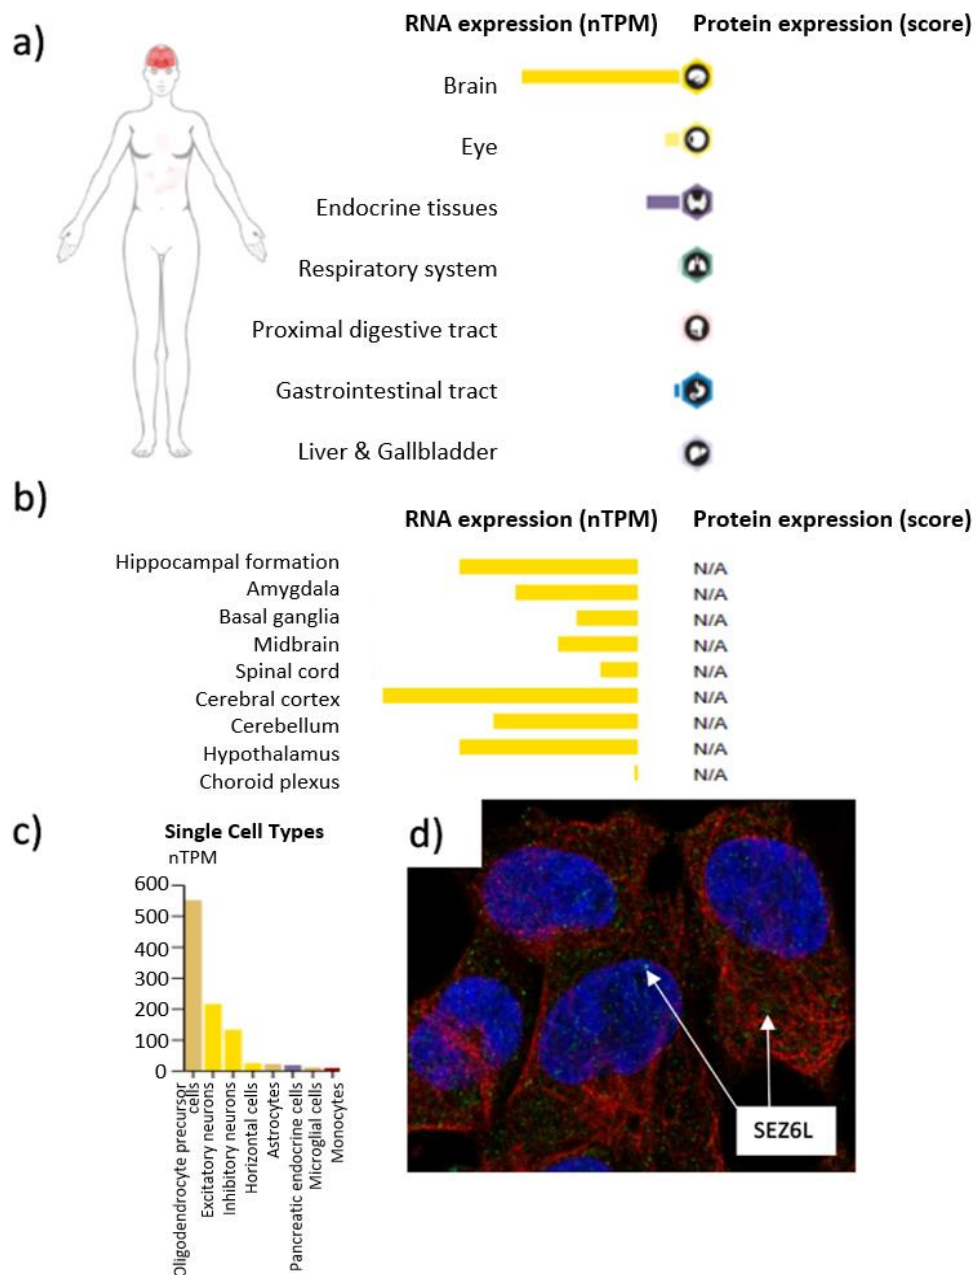 a)
RNA expression (nTPM) Protein expression (score)
Brain
Eye
Endocrine tissues
Respiratory system
Proximal digestive tract
Gastrointestinal tract
Liver & Gallbladder
b)
RNA expression (nTPM) Protein expression (score)
Hippocampal formation N/A
Amygdala N/A
Basal ganglia N/A
Midbrain N/A
Spinal cord N/A
Cerebral cortex N/A
Cerebellum N/A
Hypothalamus N/A
Choroid plexus N/A
c)
Single Cell Types
nTPM
600
500
400
300
200
100
0
Oligodendrocyte precursor
cells
Excitatory neurons
Inhibitory neurons
Horizontal cells
Astrocytes
Pancreatic endocrine cells
Microglial cells
Monocytes
d)
SEZ6L